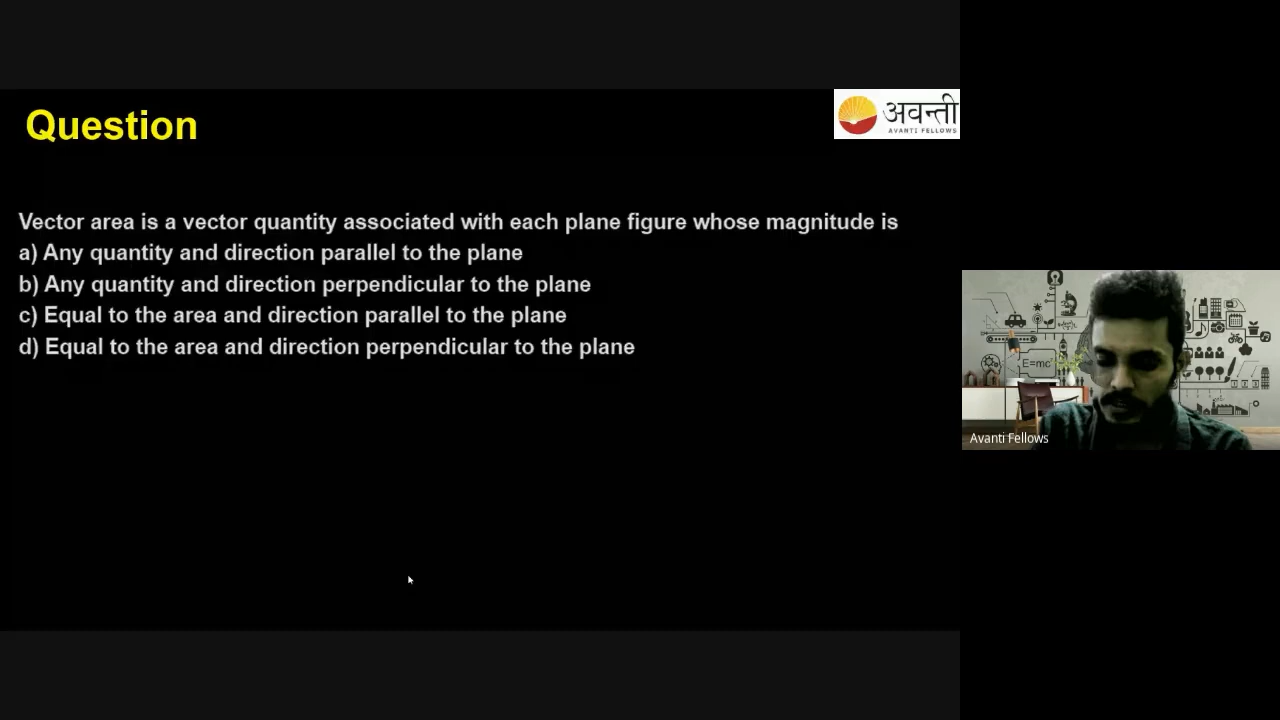 Question
अवन्ती
AVANTI FELLOWS
Vector area is a vector quantity associated with each plane figure whose magnitude is
a) Any quantity and direction parallel to the plane
b) Any quantity and direction perpendicular to the plane
c) Equal to the area and direction parallel to the plane
d) Equal to the area and direction perpendicular to the plane
E=mc²
Avanti Fellows